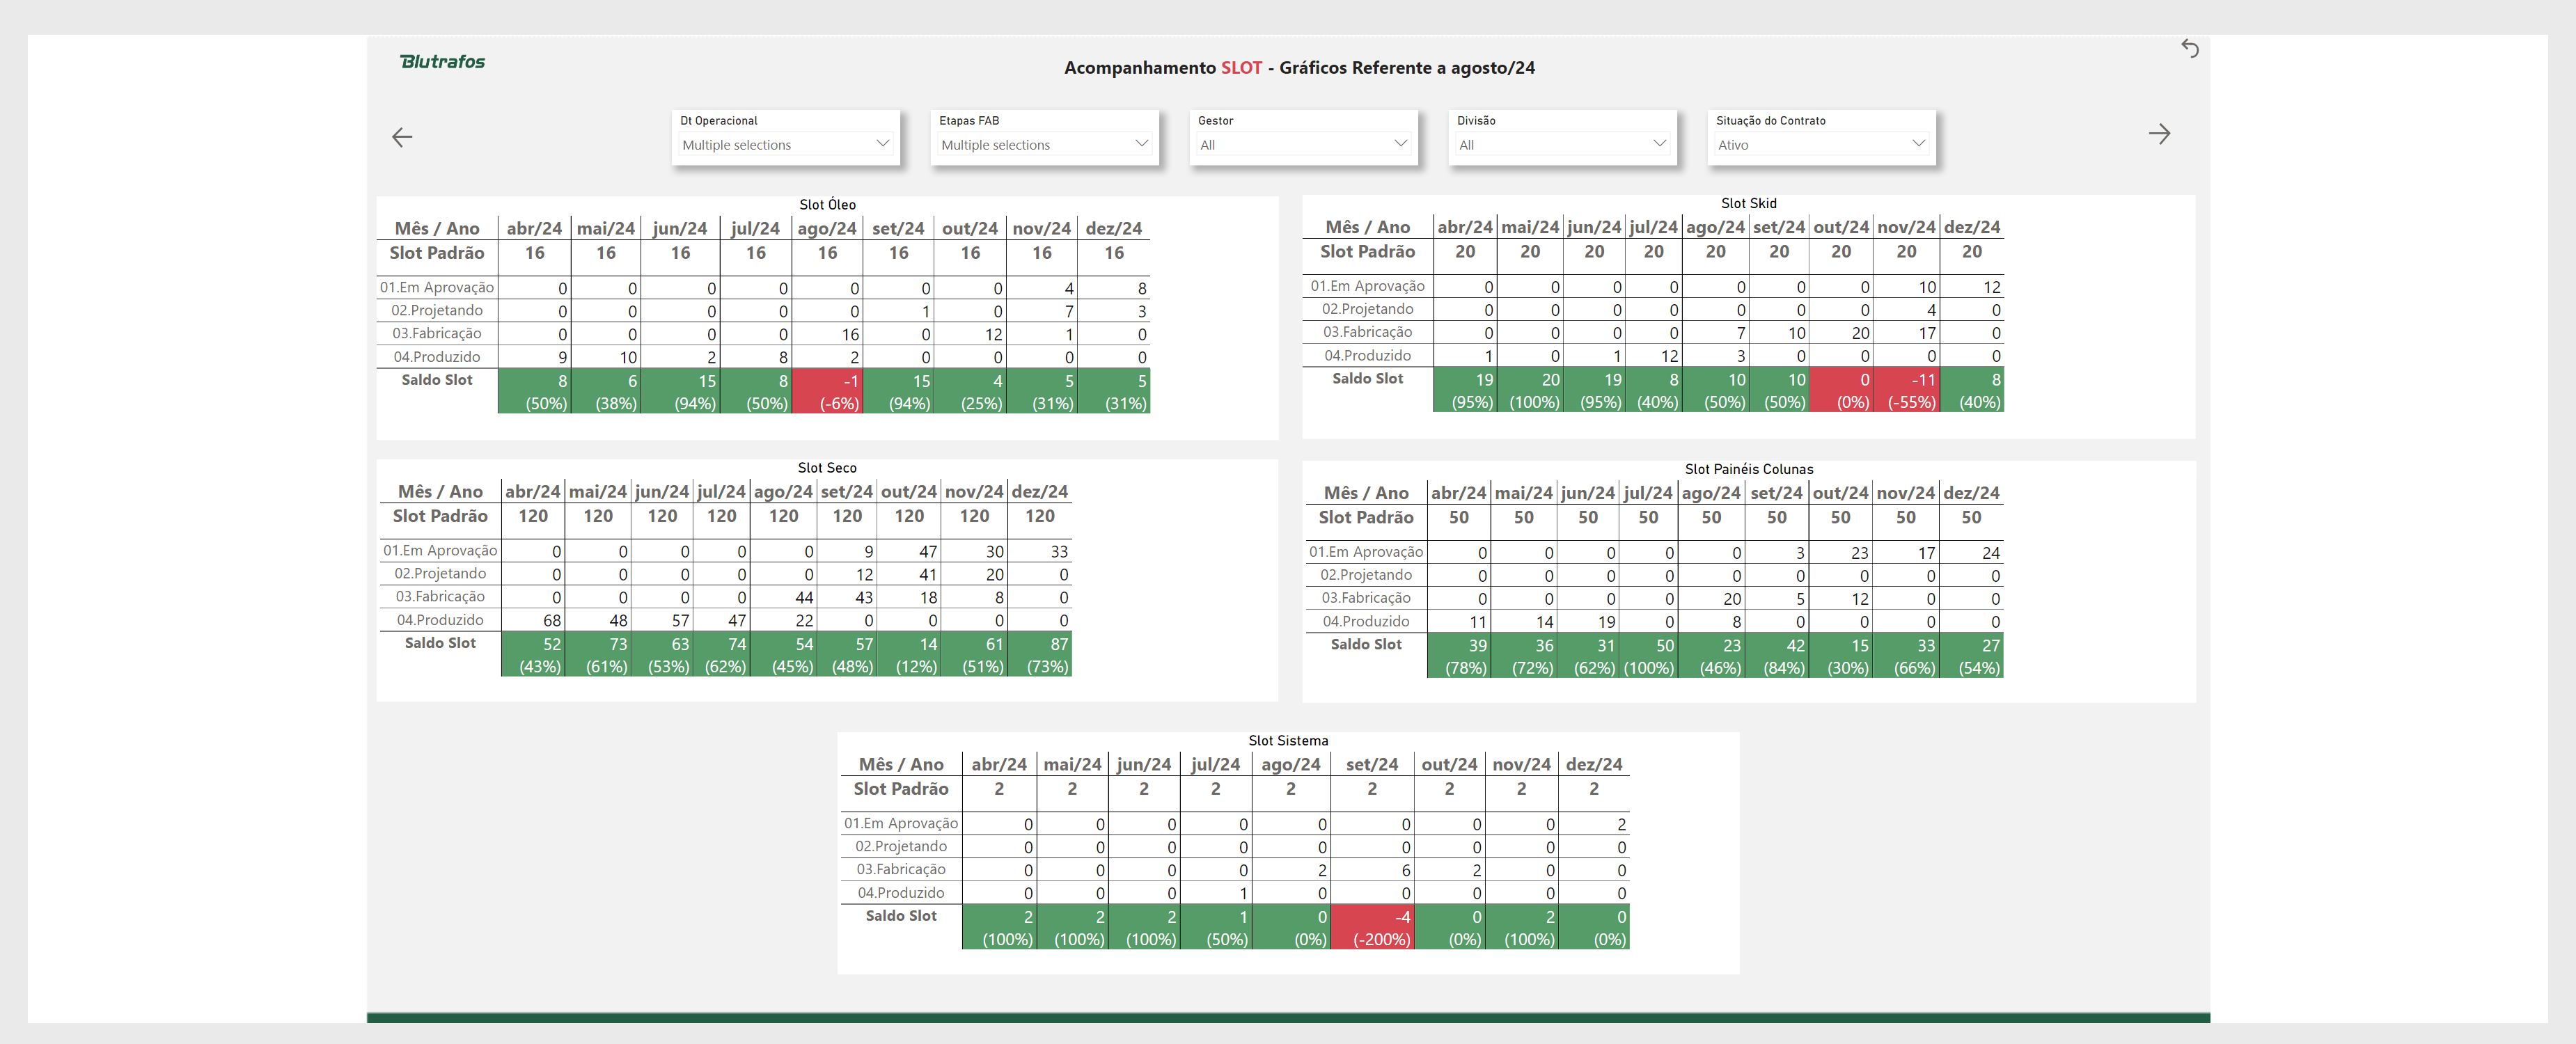 Blutrafos
Acompanhamento SLOT - Gráficos Referente a agosto/24
Dt Operacional Etapas FAB Gestor Divisão Situação do Contrato
Multiple selections Multiple selections All All Ativo
Slot Óleo
Mês / Ano abr/24 mai/24 jun/24 jul/24 ago/24 set/24 out/24 nov/24 dez/24
Slot Padrão 16 16 16 16 16 16 16 16 16
01.Em Aprovação 0 0 0 0 0 0 0 4 8
02.Projetando 0 0 0 0 0 1 0 7 3
03.Fabricação 0 0 0 0 16 0 12 1 0
04.Produzido 9 10 2 8 2 0 0 0 0
Saldo Slot 8 6 15 8 -1 15 4 5 5
(50%) (38%) (94%) (50%) (-6%) (94%) (25%) (31%) (31%)
Slot Skid
Mês / Ano abr/24 mai/24 jun/24 jul/24 ago/24 set/24 out/24 nov/24 dez/24
Slot Padrão 20 20 20 20 20 20 20 20 20
01.Em Aprovação 0 0 0 0 0 0 0 10 12
02.Projetando 0 0 0 0 0 0 0 4 0
03.Fabricação 0 0 0 0 7 10 20 17 0
04.Produzido 1 0 1 12 3 0 0 0 0
Saldo Slot 19 20 19 8 10 10 0 -11 8
(95%) (100%) (95%) (40%) (50%) (50%) (0%) (-55%) (40%)
Slot Seco
Mês / Ano abr/24 mai/24 jun/24 jul/24 ago/24 set/24 out/24 nov/24 dez/24
Slot Padrão 120 120 120 120 120 120 120 120 120
01.Em Aprovação 0 0 0 0 0 9 47 30 33
02.Projetando 0 0 0 0 0 12 41 20 0
03.Fabricação 0 0 0 0 44 43 18 8 0
04.Produzido 68 48 57 47 22 0 0 0 0
Saldo Slot 52 73 63 74 54 57 14 61 87
(43%) (61%) (53%) (62%) (45%) (48%) (12%) (51%) (73%)
Slot Painéis Colunas
Mês / Ano abr/24 mai/24 jun/24 jul/24 ago/24 set/24 out/24 nov/24 dez/24
Slot Padrão 50 50 50 50 50 50 50 50 50
01.Em Aprovação 0 0 0 0 0 3 23 17 24
02.Projetando 0 0 0 0 0 0 0 0 0
03.Fabricação 0 0 0 0 20 5 12 0 0
04.Produzido 11 14 19 0 8 0 0 0 0
Saldo Slot 39 36 31 50 23 42 15 33 27
(78%) (72%) (62%) (100%) (46%) (84%) (30%) (66%) (54%)
Slot Sistema
Mês / Ano abr/24 mai/24 jun/24 jul/24 ago/24 set/24 out/24 nov/24 dez/24
Slot Padrão 2 2 2 2 2 2 2 2 2
01.Em Aprovação 0 0 0 0 0 0 0 0 2
02.Projetando 0 0 0 0 0 0 0 0 0
03.Fabricação 0 0 0 0 2 6 2 0 0
04.Produzido 0 0 0 1 0 0 0 0 0
Saldo Slot 2 2 2 1 0 -4 0 2 0
(100%) (100%) (100%) (50%) (0%) (-200%) (0%) (100%) (0%)